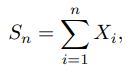 S_n = \sum_{i=1}^{n} X_i,